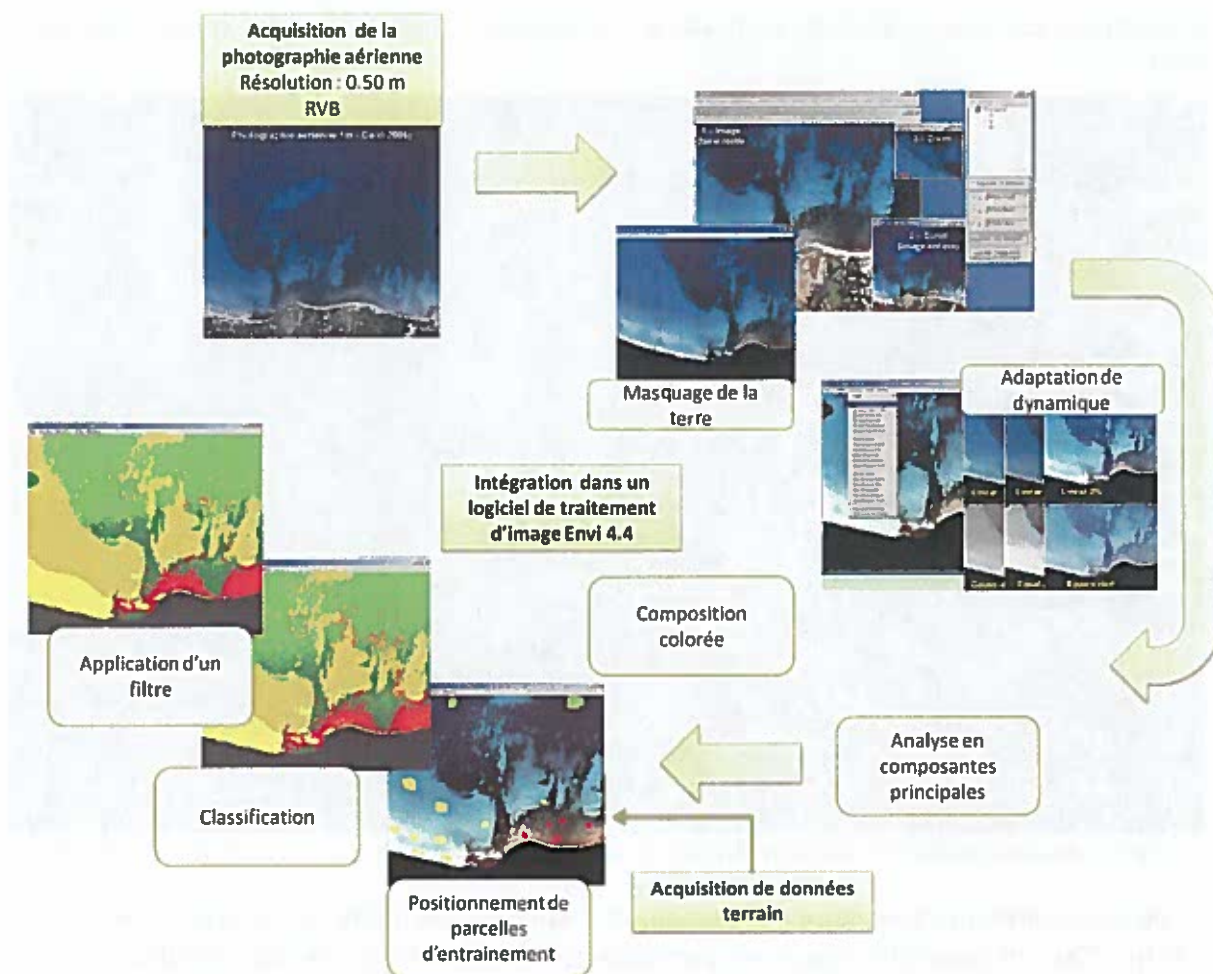 Acquisition de la
photographie aérienne
Résolution : 0.50 m
RVB
Masquage de la
terre
Adaptation de
dynamique
Intégration dans un
logiciel de traitement
d'image Envi 4.4
Composition
colorée
Analyse en
composantes
principales
Acquisition de données
terrain
Positionnement de
parcelles
d'entrainement
Classification
Application d'un
filtre